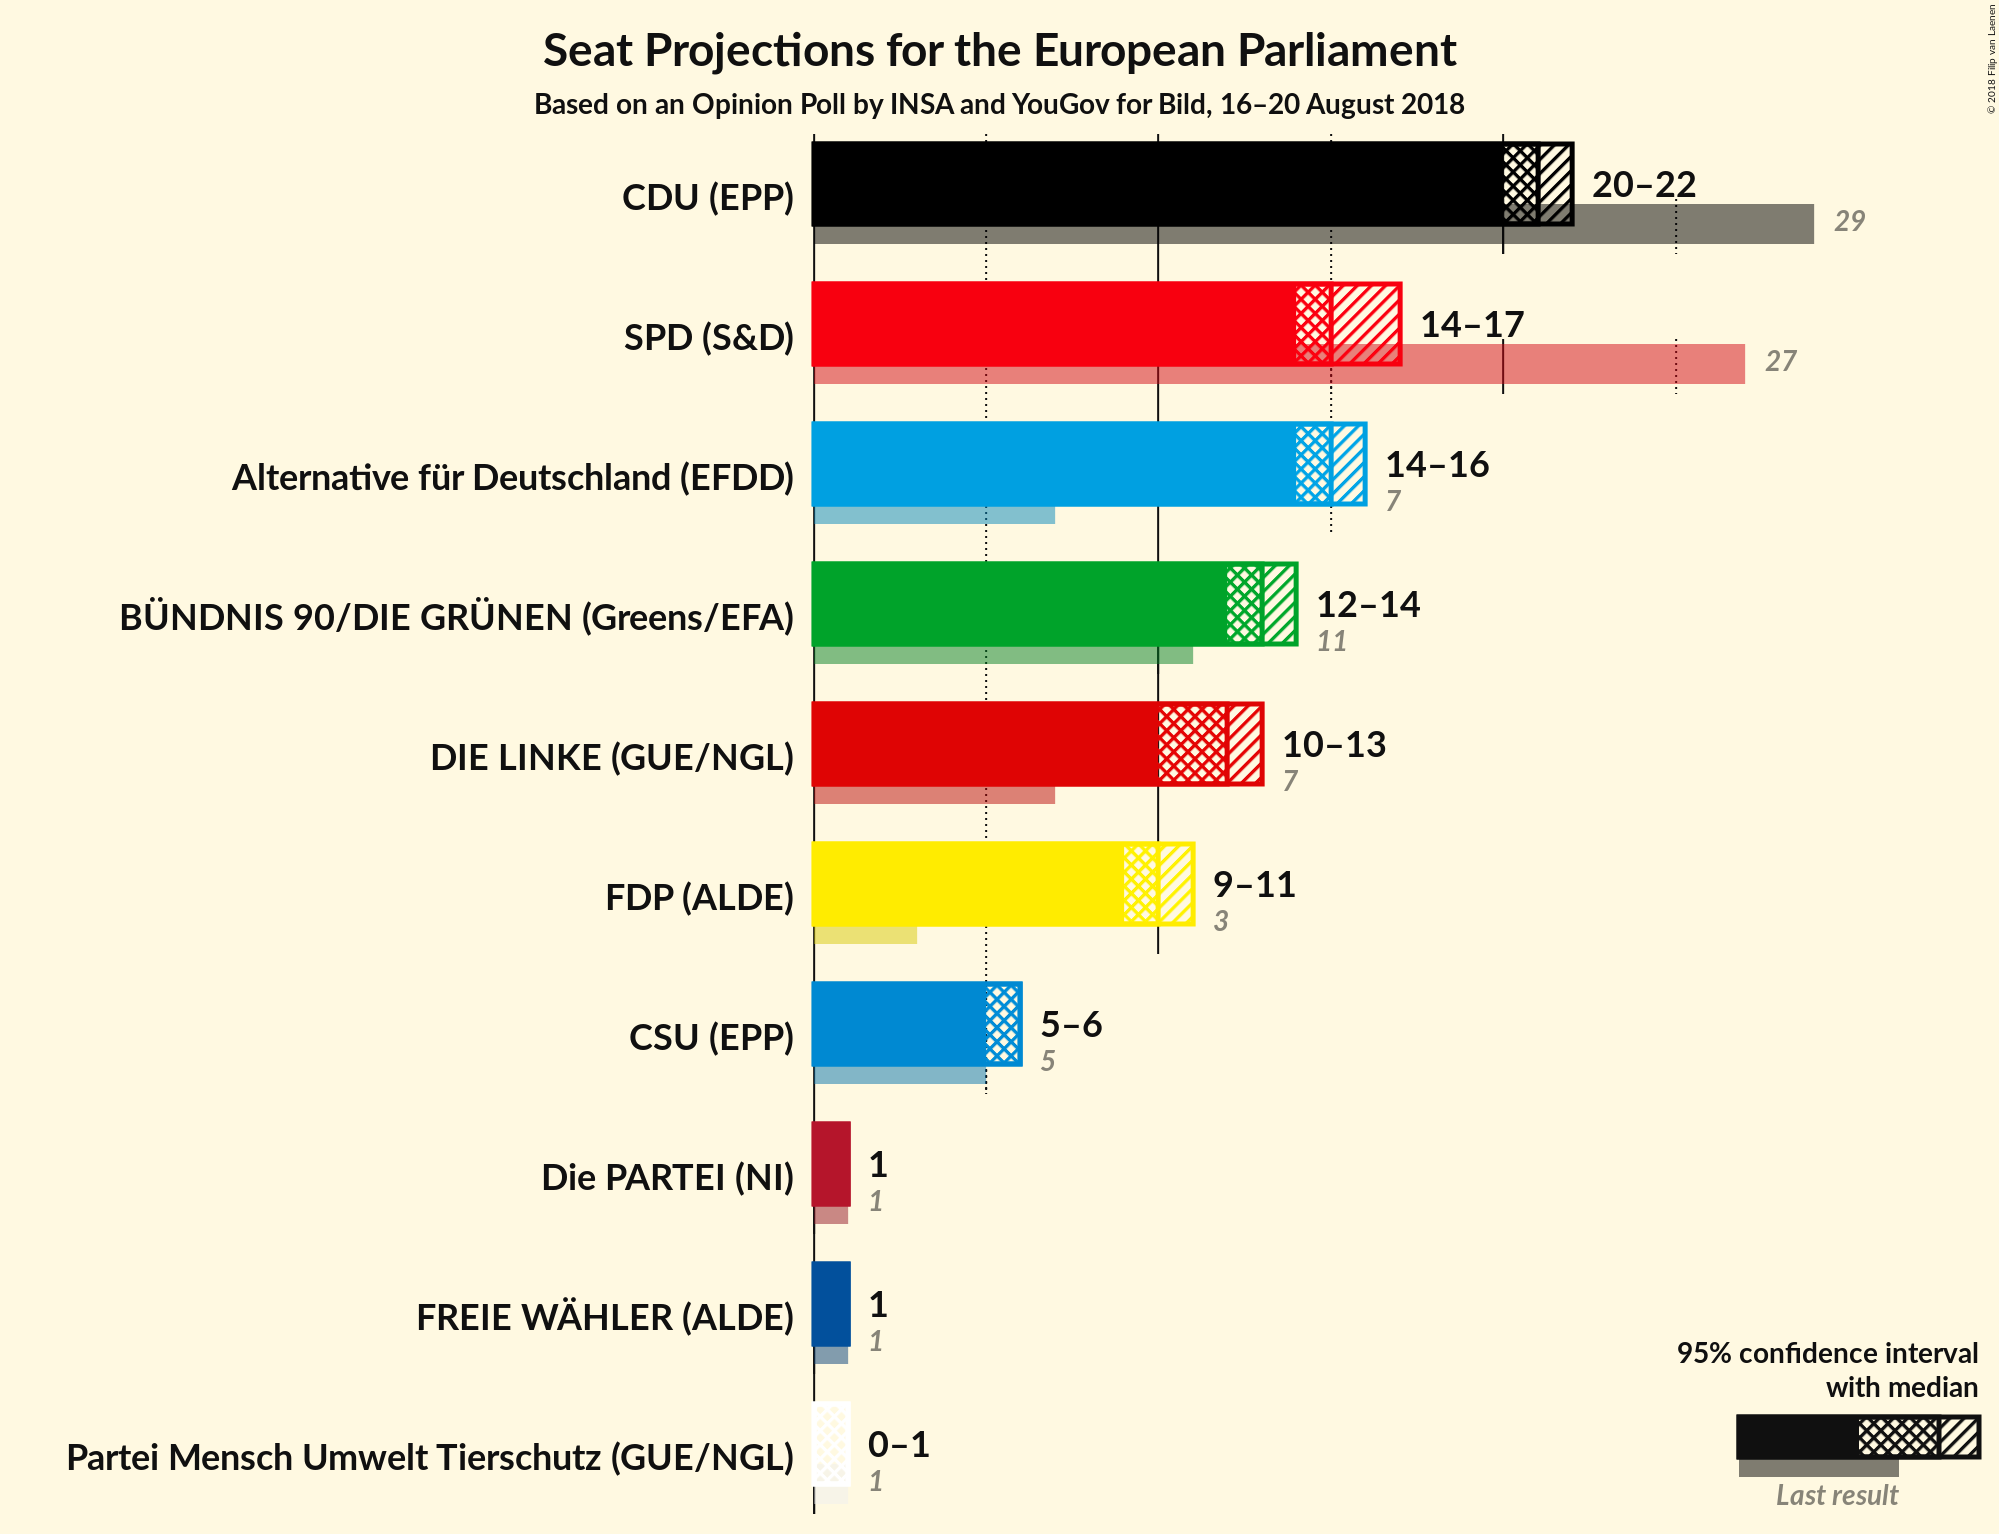 Seat Projections for the European Parliament
Based on an Opinion Poll by INSA and YouGov for Bild, 16–20 August 2018
© 2018 Filip van Laenen
CDU (EPP)
20–22
29
SPD (S&D)
14–17
27
Alternative für Deutschland (EFDD)
14–16
7
BÜNDNIS 90/DIE GRÜNEN (Greens/EFA)
12–14
11
DIE LINKE (GUE/NGL)
10–13
7
FDP (ALDE)
9–11
3
CSU (EPP)
5–6
5
Die PARTEI (NI)
1
1
FREIE WÄHLER (ALDE)
1
1
Partei Mensch Umwelt Tierschutz (GUE/NGL)
0–1
1
95% confidence interval
with median
Last result